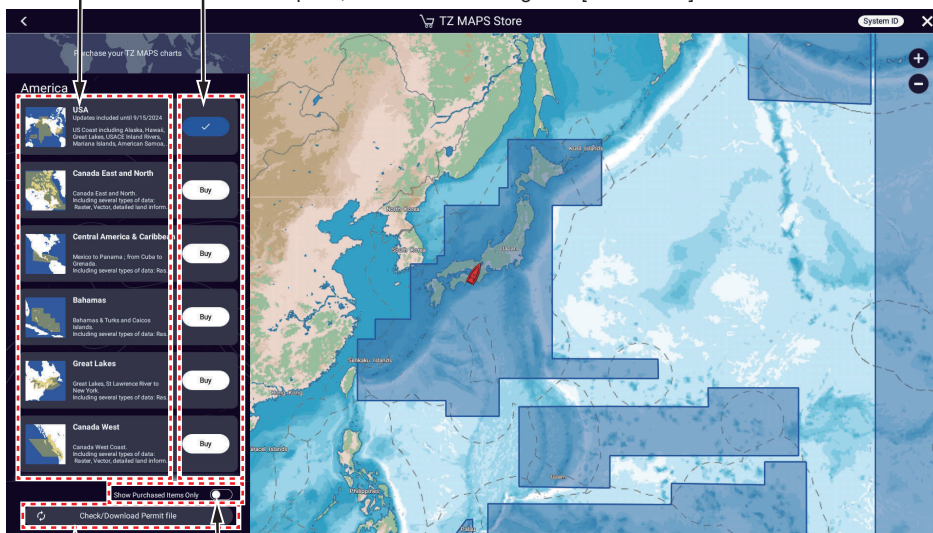 TZ MAPS Store
System ID
Purchase your TZ MAPS charts
America
USA
Updates included until 9/15/2024
US Coast including Alaska, Hawaii,
Great Lakes, USACE Inland Rivers,
Mariana Islands, American Samoa,..
Canada East and North
Canada East and North.
Including several types of data:
Raster, Vector, detailed land inform..
Buy
Central America & Caribbea
Mexico to Panama ; from Cuba to
Grenada.
Including several types of data: Ras..
Buy
Bahamas
Bahamas & Turks and Caicos
Islands.
Including several types of data: Ras..
Buy
Great Lakes
Great Lakes, St Lawrence River to
New York
Including several types of data: Ras..
Buy
Canada West
Canada West Coast.
Including several types of data:
Raster, Vector, detailed land inform..
Buy
Show Purchased Items Only
Check/Download Permit file
Kuril Islands
North Korea
South Korea
Japan
Senkaku Islands
Paracel Islands
Philippines
Guam
Palau